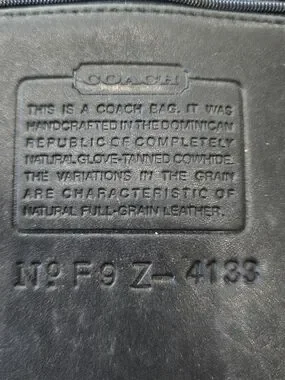 COACH
THIS IS A COACH BAG. IT WAS
HANDCRAFTED IN THE DOMINICAN
REPUBLIC OF COMPLETELY
NATURAL GLOVE-TANNED COWHIDE.
THE VARIATIONS IN THE GRAIN
ARE CHARACTERISTIC OF
NATURAL FULL-GRAIN LEATHER.
Nº F9 Z- 4133